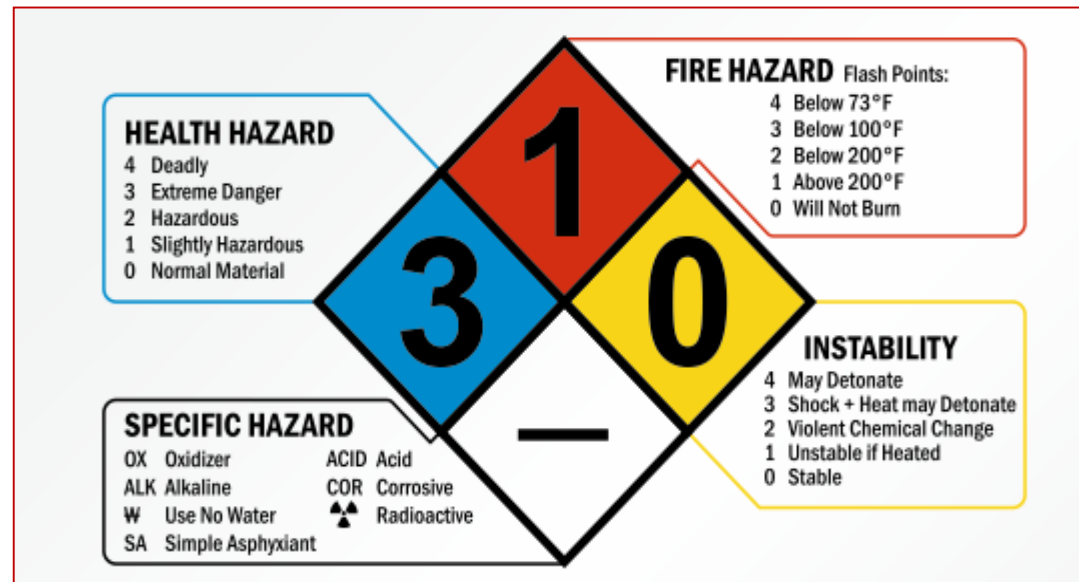 FIRE HAZARD Flash Points:
4 Below 73°F
3 Below 100°F
2 Below 200°F
1 Above 200°F
0 Will Not Burn
HEALTH HAZARD
4 Deadly
3 Extreme Danger
2 Hazardous
1 Slightly Hazardous
0 Normal Material
1
3
0
—
INSTABILITY
4 May Detonate
3 Shock + Heat may Detonate
2 Violent Chemical Change
1 Unstable if Heated
0 Stable
SPECIFIC HAZARD
OX Oxidizer
ALK Alkaline
W̶ Use No Water
SA Simple Asphyxiant
ACID Acid
COR Corrosive
☢ Radioactive